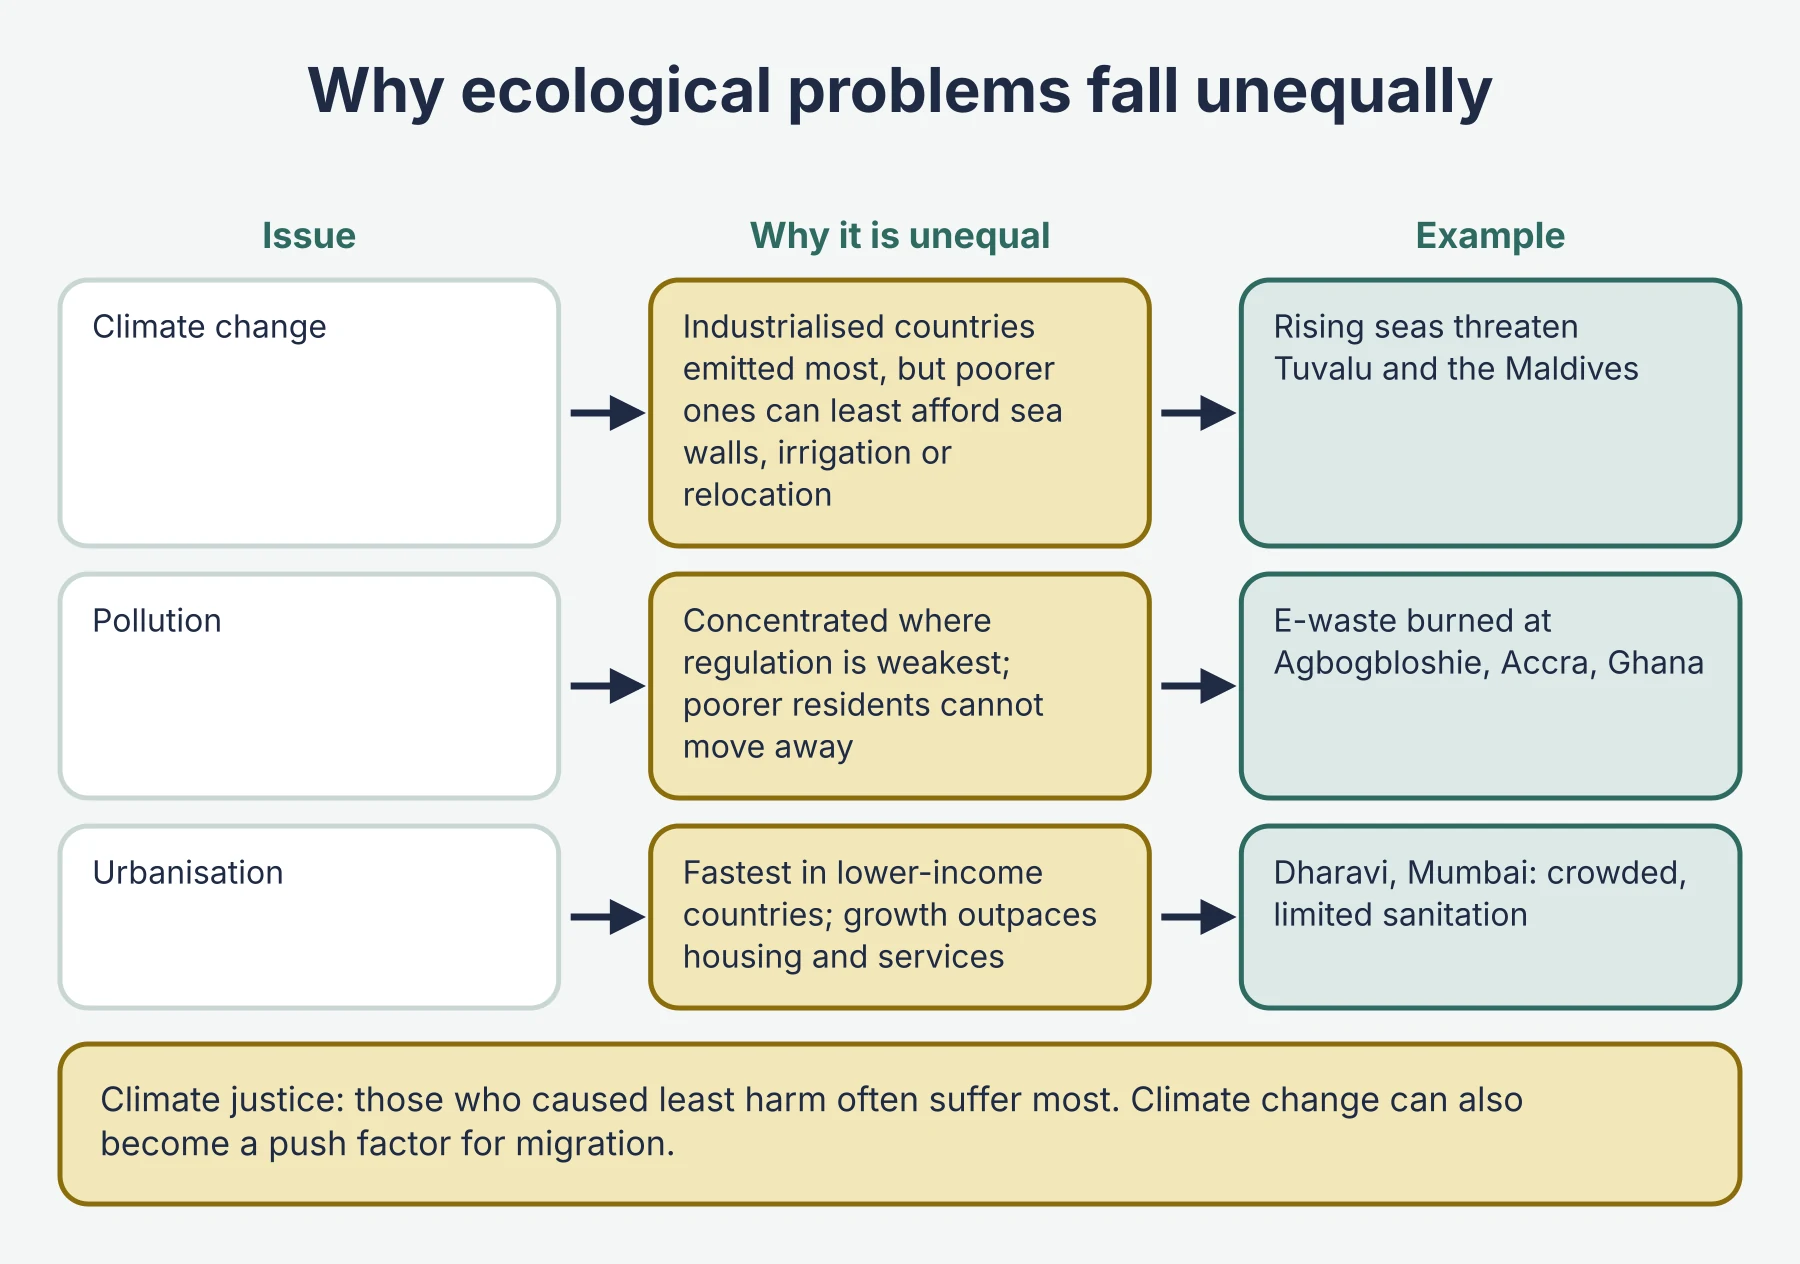 Why ecological problems fall unequally
Issue
Why it is unequal
Example
Climate change
Industrialised countries
emitted most, but poorer
ones can least afford sea
walls, irrigation or
relocation
Rising seas threaten
Tuvalu and the Maldives
Pollution
Concentrated where
regulation is weakest;
poorer residents cannot
move away
E-waste burned at
Agbogbloshie, Accra, Ghana
Urbanisation
Fastest in lower-income
countries; growth outpaces
housing and services
Dharavi, Mumbai: crowded,
limited sanitation
Climate justice: those who caused least harm often suffer most. Climate change can also
become a push factor for migration.